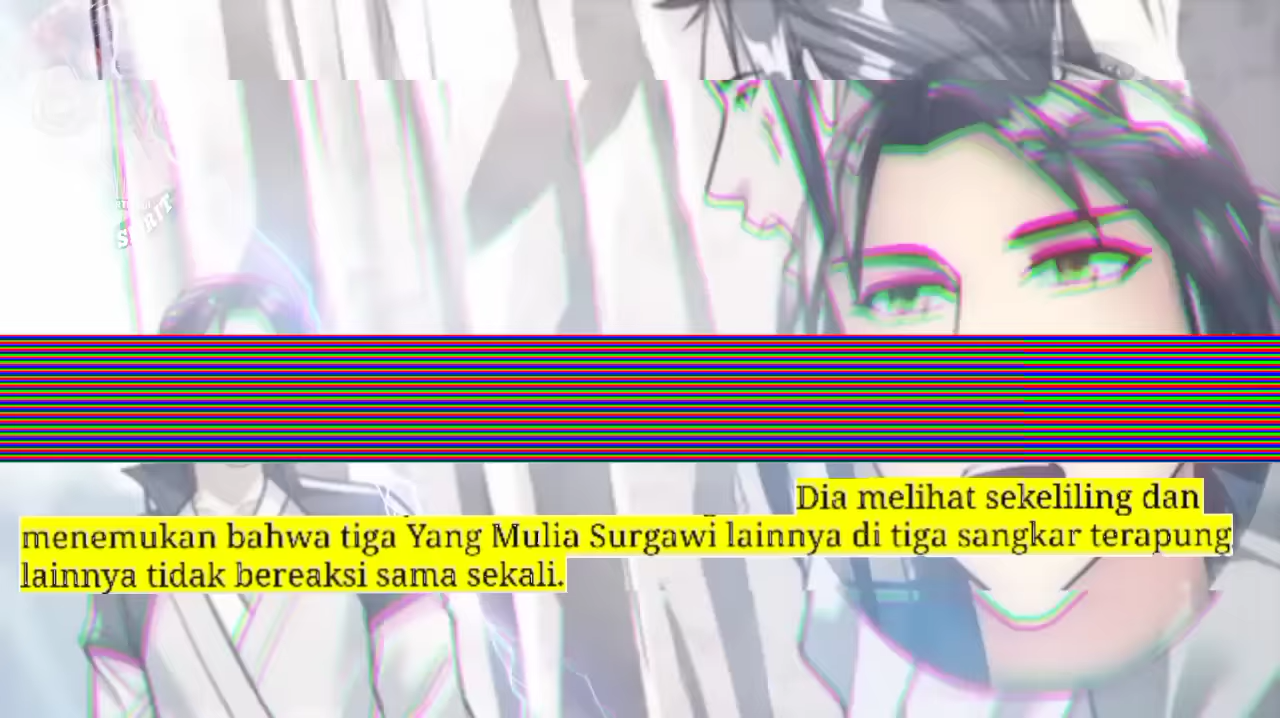 Dia melihat sekeliling dan
menemukan bahwa tiga Yang Mulia Surgawi lainnya di tiga sangkar terapung
lainnya tidak bereaksi sama sekali.